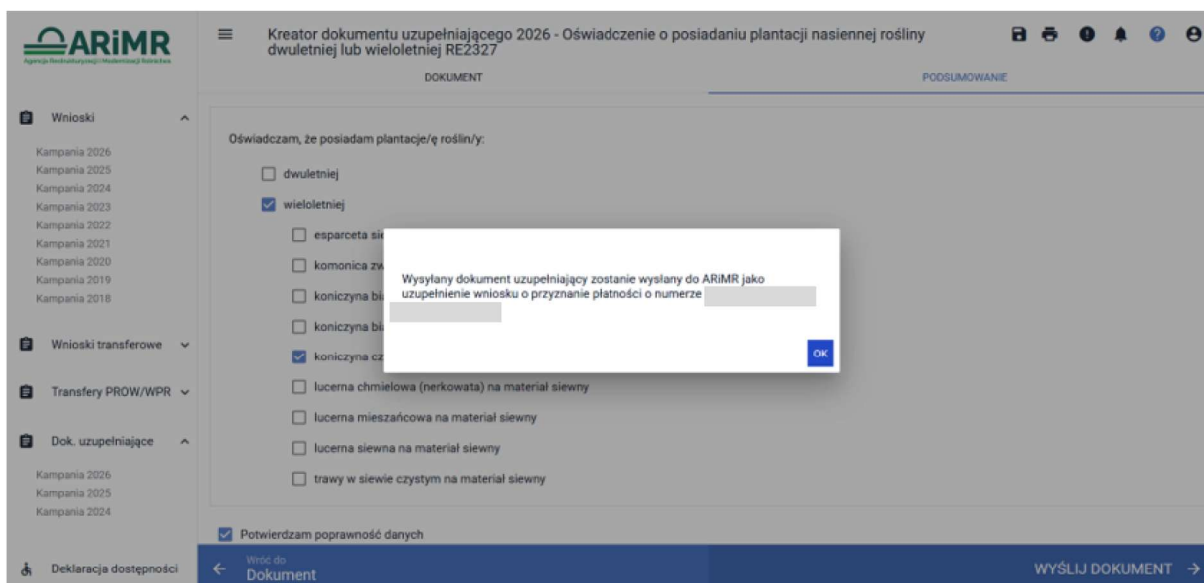 ARiMR
Agencja Restrukturyzacji i Modernizacji Rolnictwa
Kreator dokumentu uzupełniającego 2026 - Oświadczenie o posiadaniu plantacji nasiennej rośliny
dwuletniej lub wieloletniej RE2327
DOKUMENT
PODSUMOWANIE
Wnioski
Kampania 2026
Kampania 2025
Kampania 2024
Kampania 2023
Kampania 2022
Kampania 2021
Kampania 2020
Kampania 2019
Kampania 2018
Wnioski transferowe
Transfery PROW/WPR
Dok. uzupełniające
Kampania 2026
Kampania 2025
Kampania 2024
Deklaracja dostępności
Oświadczam, że posiadam plantacje/ę roślin/y:
dwuletniej
wieloletniej
esparceta sie
komonica zw
koniczyna bi
koniczyna bi
koniczyna cz
lucerna chmielowa (nerkowata) na materiał siewny
lucerna mieszańcowa na materiał siewny
lucerna siewna na materiał siewny
trawy w siewie czystym na materiał siewny
Wysyłany dokument uzupełniający zostanie wysłany do ARiMR jako
uzupełnienie wniosku o przyznanie płatności o numerze
OK
Potwierdzam poprawność danych
Wróć do
Dokument
WYŚLIJ DOKUMENT